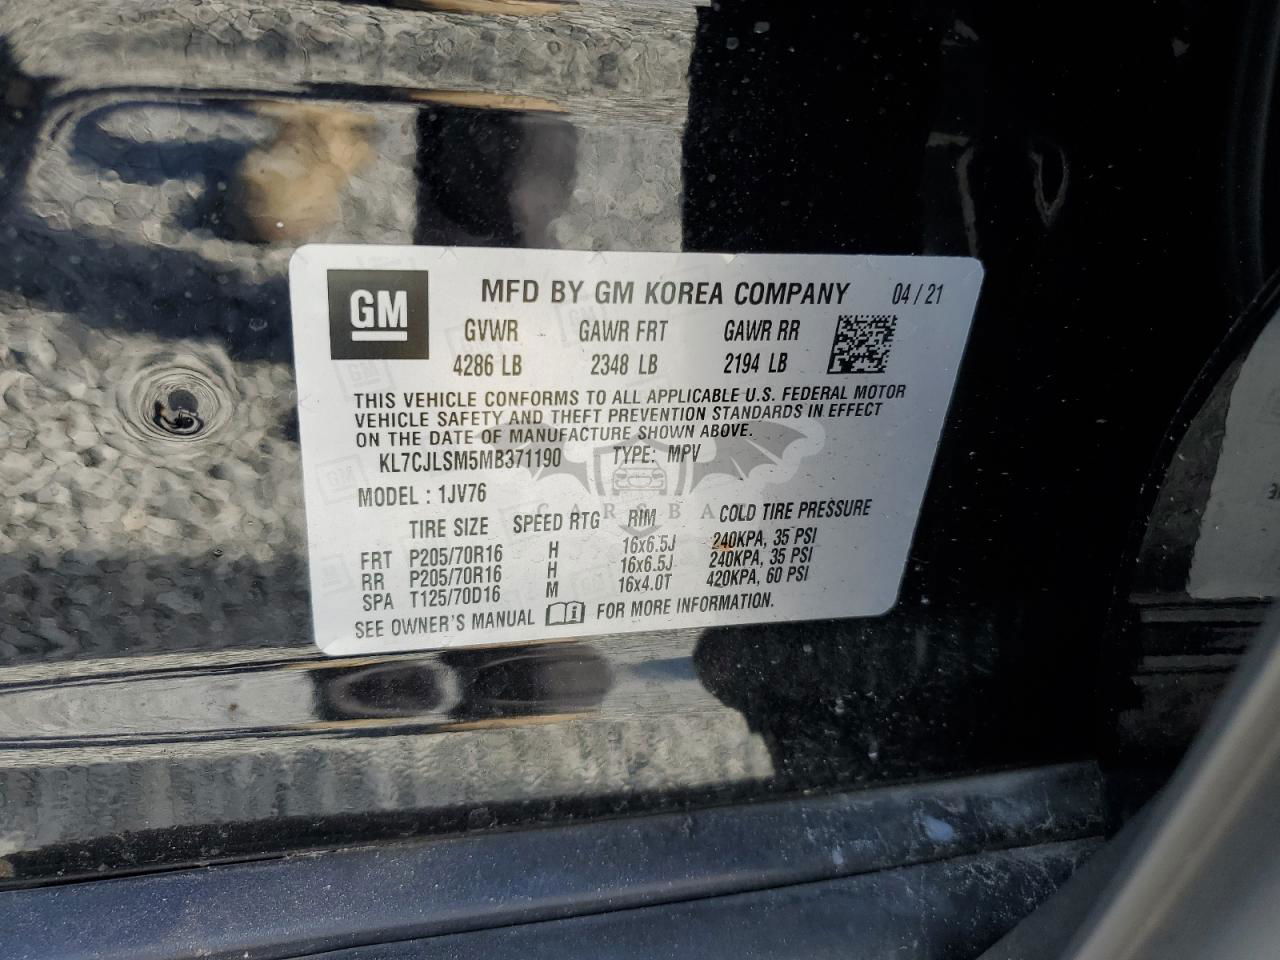 GM
MFD BY GM KOREA COMPANY 04 / 21
GVWR GAWR FRT GAWR RR
4286 LB 2348 LB 2194 LB
THIS VEHICLE CONFORMS TO ALL APPLICABLE U.S. FEDERAL MOTOR
VEHICLE SAFETY AND THEFT PREVENTION STANDARDS IN EFFECT
ON THE DATE OF MANUFACTURE SHOWN ABOVE.
KL7CJLSM5MB371190 TYPE: MPV
MODEL : 1JV76
TIRE SIZE SPEED RTG RIM COLD TIRE PRESSURE
FRT P205/70R16 H 16x6.5J 240KPA, 35 PSI
RR P205/70R16 H 16x6.5J 240KPA, 35 PSI
SPA T125/70D16 M 16x4.0T 420KPA, 60 PSI
SEE OWNER'S MANUAL FOR MORE INFORMATION.